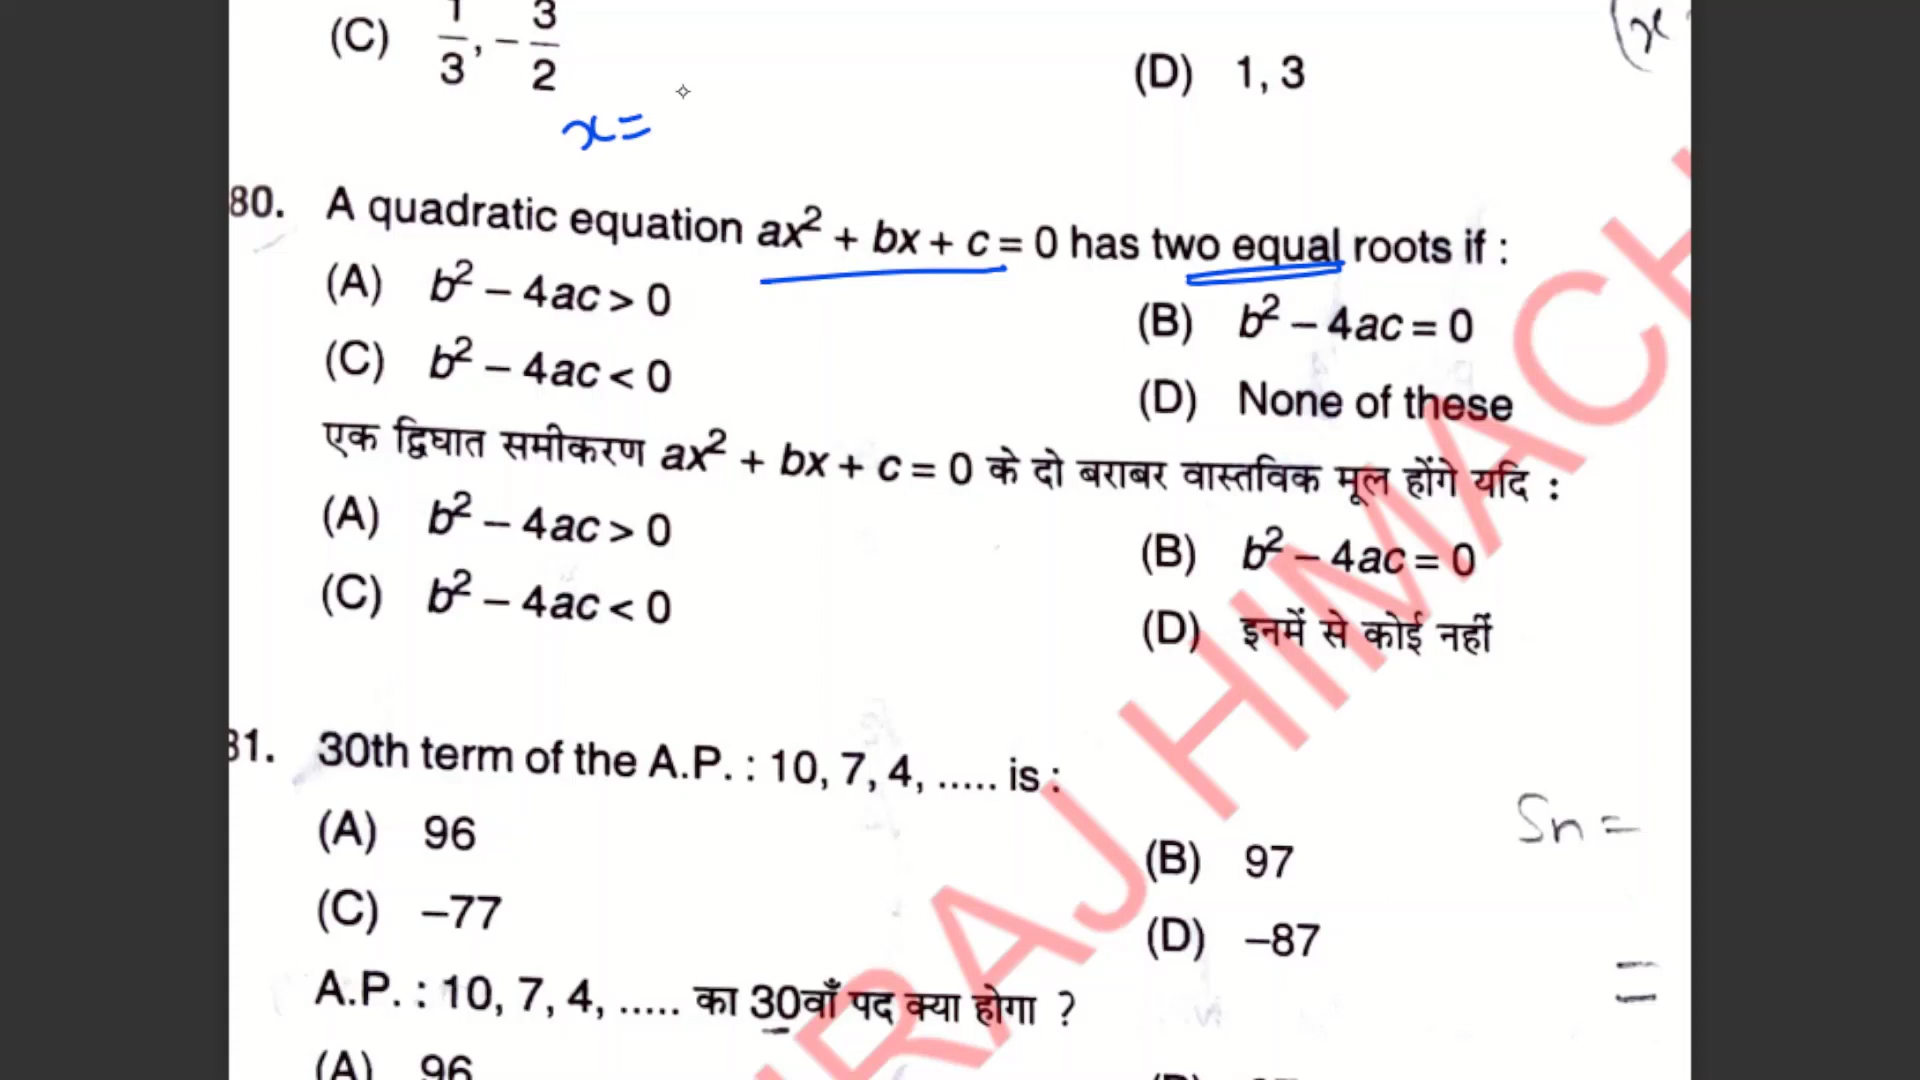 (C) 1/3, -3/2
(D) 1, 3
(x
x=
80. A quadratic equation ax² + bx + c = 0 has two equal roots if :
(A) b² – 4ac > 0
(B) b² – 4ac = 0
(C) b² – 4ac < 0
(D) None of these
एक द्विघात समीकरण ax² + bx + c = 0 के दो बराबर वास्तविक मूल होंगे यदि :
(A) b² – 4ac > 0
(B) b² – 4ac = 0
(C) b² – 4ac < 0
(D) इनमें से कोई नहीं
81. 30th term of the A.P. : 10, 7, 4, ..... is :
Sn =
(A) 96
(B) 97
(C) –77
(D) –87
=
A.P. : 10, 7, 4, ..... का 30वाँ पद क्या होगा ?
(A) 96
RAJ HIMACH